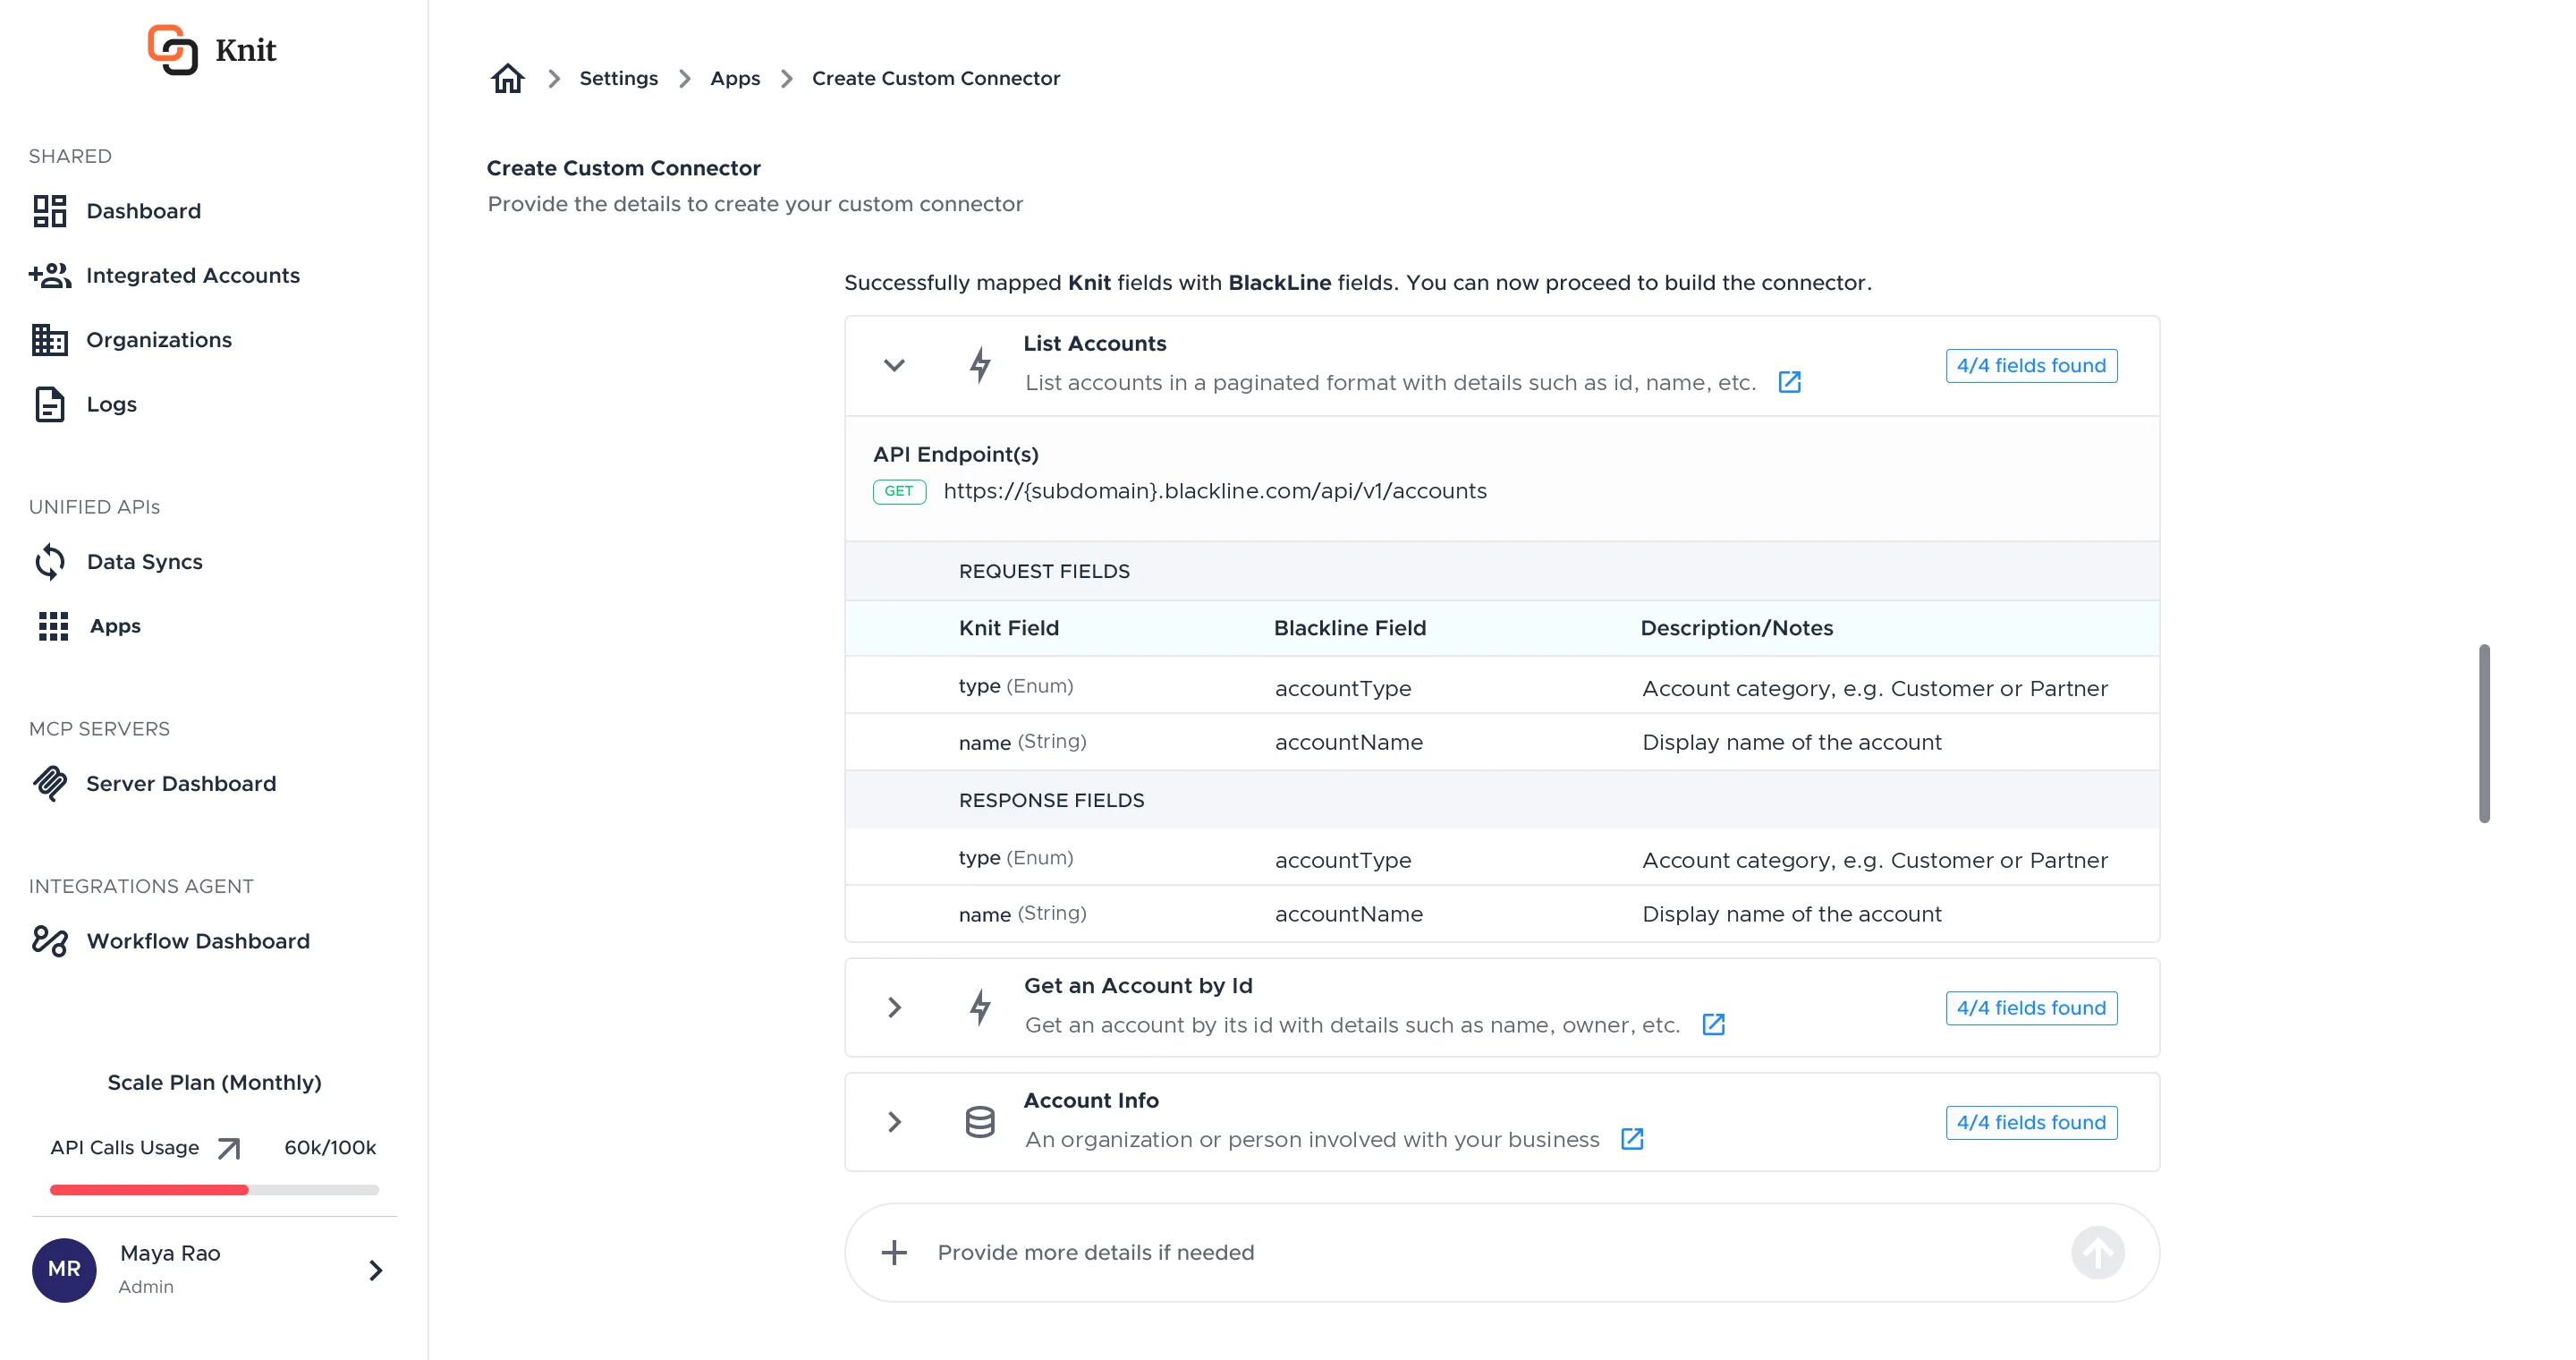 Knit
SHARED
Dashboard
Integrated Accounts
Organizations
Logs
UNIFIED APIs
Data Syncs
Apps
MCP SERVERS
Server Dashboard
INTEGRATIONS AGENT
Workflow Dashboard
Scale Plan (Monthly)
API Calls Usage 60k/100k
MR
Maya Rao
Admin
Settings Apps Create Custom Connector
Create Custom Connector
Provide the details to create your custom connector
Successfully mapped Knit fields with BlackLine fields. You can now proceed to build the connector.
List Accounts
List accounts in a paginated format with details such as id, name, etc.
4/4 fields found
API Endpoint(s)
GET https://{subdomain}.blackline.com/api/v1/accounts
REQUEST FIELDS
Knit Field Blackline Field Description/Notes
type (Enum) accountType Account category, e.g. Customer or Partner
name (String) accountName Display name of the account
RESPONSE FIELDS
type (Enum) accountType Account category, e.g. Customer or Partner
name (String) accountName Display name of the account
Get an Account by Id
Get an account by its id with details such as name, owner, etc.
4/4 fields found
Account Info
An organization or person involved with your business
4/4 fields found
Provide more details if needed